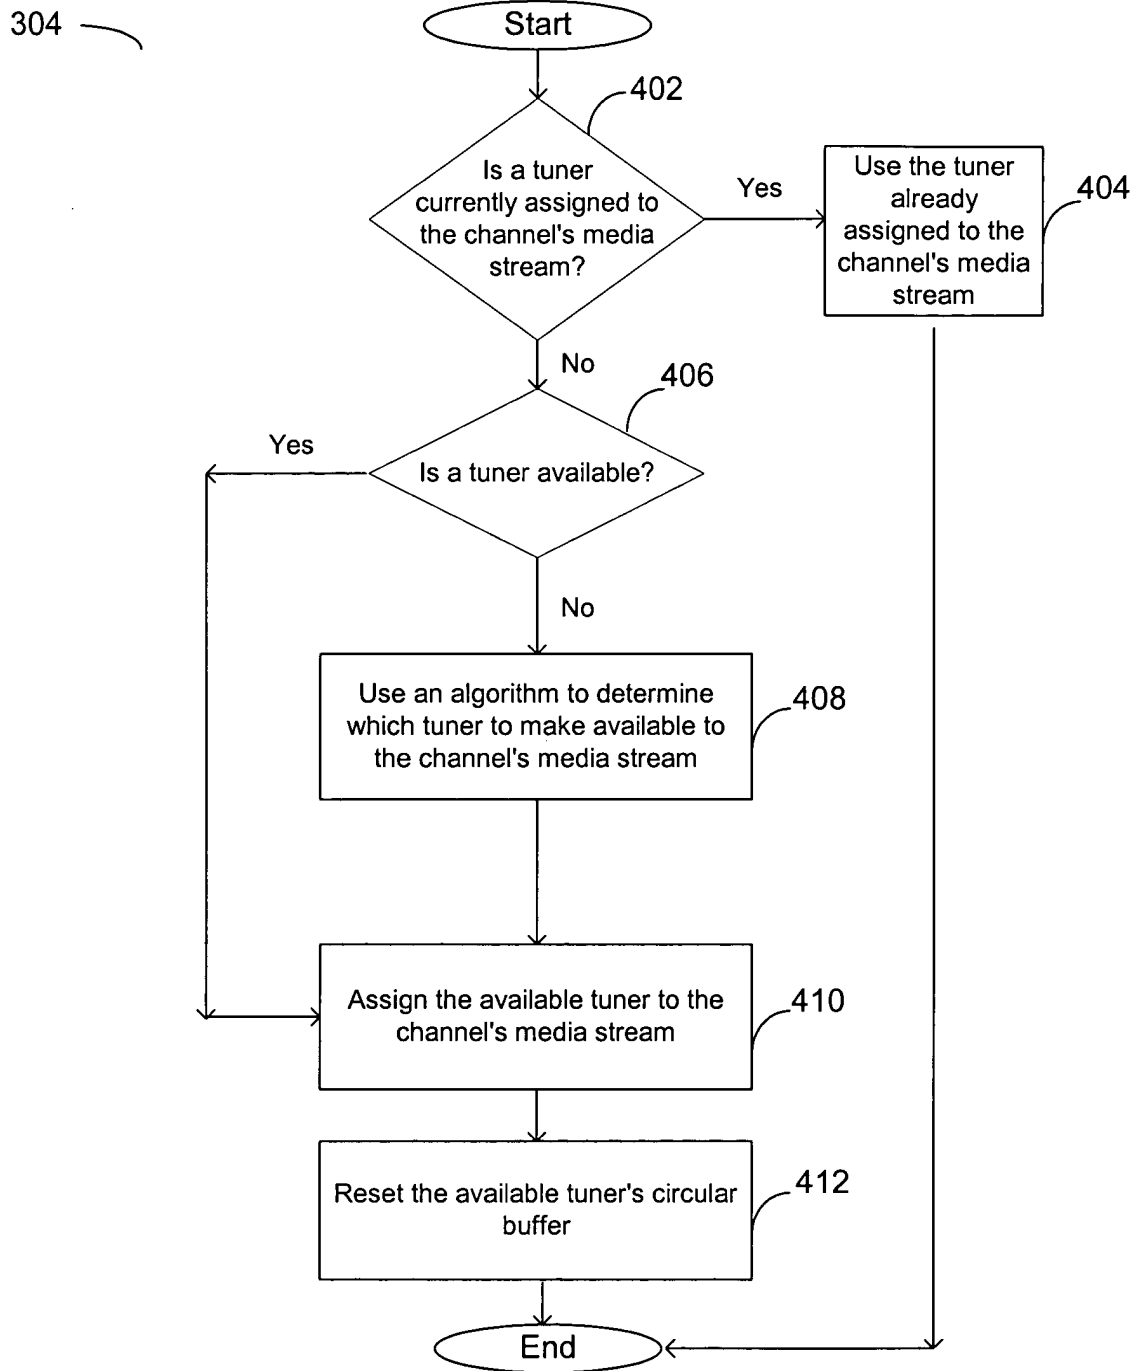 304
Start
402
Is a tuner
currently assigned to
the channel's media
stream?
Yes
Use the tuner
already
assigned to the
channel's media
stream
404
No
406
Yes
Is a tuner available?
No
Use an algorithm to determine
which tuner to make available to
the channel's media stream
408
Assign the available tuner to the
channel's media stream
410
Reset the available tuner's circular
buffer
412
End